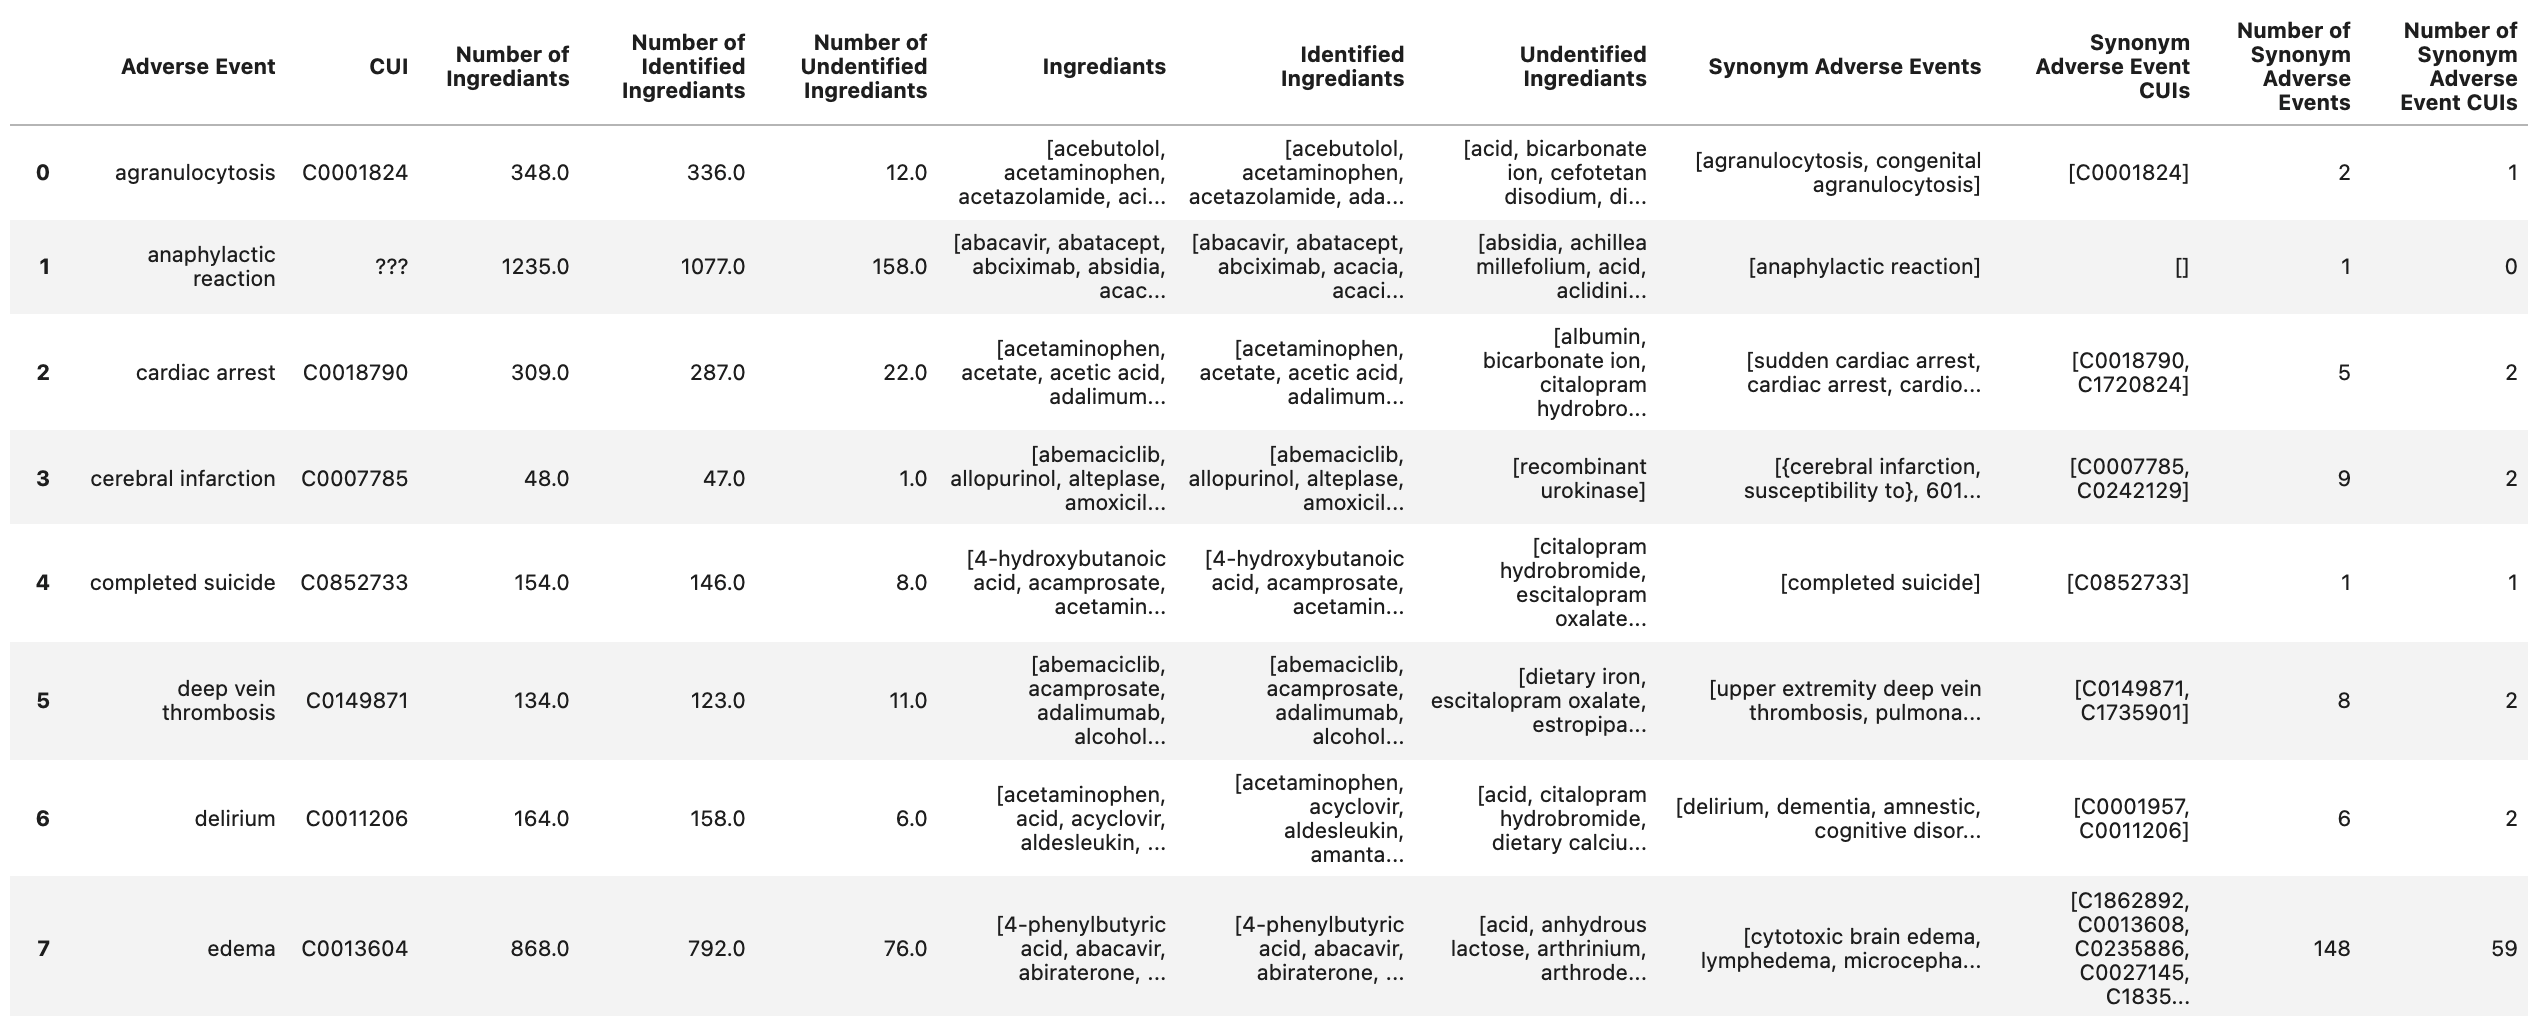 Adverse Event CUI Number of Ingrediants Number of Identified Ingrediants Number of Undentified Ingrediants Ingrediants Identified Ingrediants Undentified Ingrediants Synonym Adverse Events Synonym Adverse Event CUIs Number of Synonym Adverse Events Number of Synonym Adverse Event CUIs
0 agranulocytosis C0001824 348.0 336.0 12.0 [acebutolol, acetaminophen, acetazolamide, aci... [acebutolol, acetaminophen, acetazolamide, ada... [acid, bicarbonate ion, cefotetan disodium, di... [agranulocytosis, congenital agranulocytosis] [C0001824] 2 1
1 anaphylactic reaction ??? 1235.0 1077.0 158.0 [abacavir, abatacept, abciximab, absidia, acac... [abacavir, abatacept, abciximab, acacia, acaci... [absidia, achillea millefolium, acid, aclidini... [anaphylactic reaction] [] 1 0
2 cardiac arrest C0018790 309.0 287.0 22.0 [acetaminophen, acetate, acetic acid, adalimum... [acetaminophen, acetate, acetic acid, adalimum... [albumin, bicarbonate ion, citalopram hydrobro... [sudden cardiac arrest, cardiac arrest, cardio... [C0018790, C1720824] 5 2
3 cerebral infarction C0007785 48.0 47.0 1.0 [abemaciclib, allopurinol, alteplase, amoxicil... [abemaciclib, allopurinol, alteplase, amoxicil... [recombinant urokinase] [{cerebral infarction, susceptibility to}, 601... [C0007785, C0242129] 9 2
4 completed suicide C0852733 154.0 146.0 8.0 [4-hydroxybutanoic acid, acamprosate, acetamin... [4-hydroxybutanoic acid, acamprosate, acetamin... [citalopram hydrobromide, escitalopram oxalate... [completed suicide] [C0852733] 1 1
5 deep vein thrombosis C0149871 134.0 123.0 11.0 [abemaciclib, acamprosate, adalimumab, alcohol... [abemaciclib, acamprosate, adalimumab, alcohol... [dietary iron, escitalopram oxalate, estropipa... [upper extremity deep vein thrombosis, pulmona... [C0149871, C1735901] 8 2
6 delirium C0011206 164.0 158.0 6.0 [acetaminophen, acid, acyclovir, aldesleukin, ... [acetaminophen, acyclovir, aldesleukin, amanta... [acid, citalopram hydrobromide, dietary calciu... [delirium, dementia, amnestic, cognitive disor... [C0001957, C0011206] 6 2
7 edema C0013604 868.0 792.0 76.0 [4-phenylbutyric acid, abacavir, abiraterone, ... [4-phenylbutyric acid, abacavir, abiraterone, ... [acid, anhydrous lactose, arthrinium, arthrode... [cytotoxic brain edema, lymphedema, microcepha... [C1862892, C0013608, C0235886, C0027145, C1835... 148 59